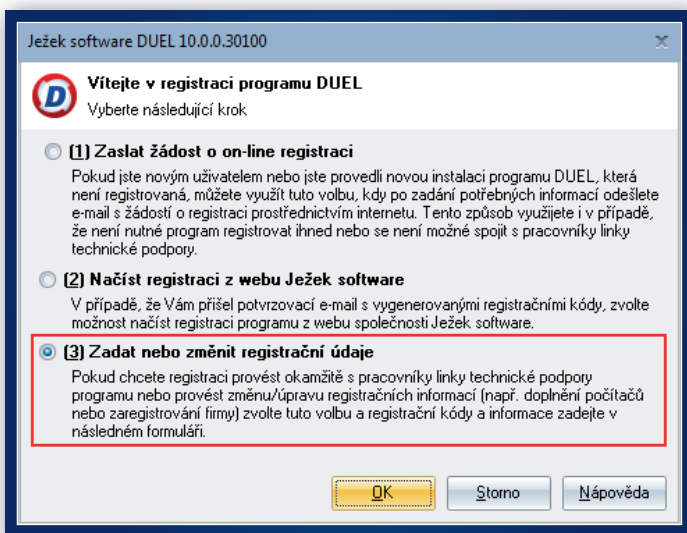 Ježek software DUEL 10.0.0.30100
Vítejte v registraci programu DUEL
Vyberte následující krok
(1) Zaslat žádost o on-line registraci
Pokud jste novým uživatelem nebo jste provedli novou instalaci programu DUEL, která
není registrovaná, můžete využít tuto volbu, kdy po zadání potřebných informací odešlete
e-mail s žádostí o registraci prostřednictvím internetu. Tento způsob využijete i v případě,
že není nutné program registrovat ihned nebo se není možné spojit s pracovníky linky
technické podpory.
(2) Načíst registraci z webu Ježek software
V případě, že Vám přišel potvrzovací e-mail s vygenerovanými registračními kódy, zvolte
možnost načíst registraci programu z webu společnosti Ježek software.
(3) Zadat nebo změnit registrační údaje
Pokud chcete registraci provést okamžitě s pracovníky linky technické podpory
programu nebo provést změnu/úpravu registračních informací (např. doplnění počítačů
nebo zaregistrování firmy) zvolte tuto volbu a registrační kódy a informace zadejte v
následném formuláři.
OK Storno Nápověda